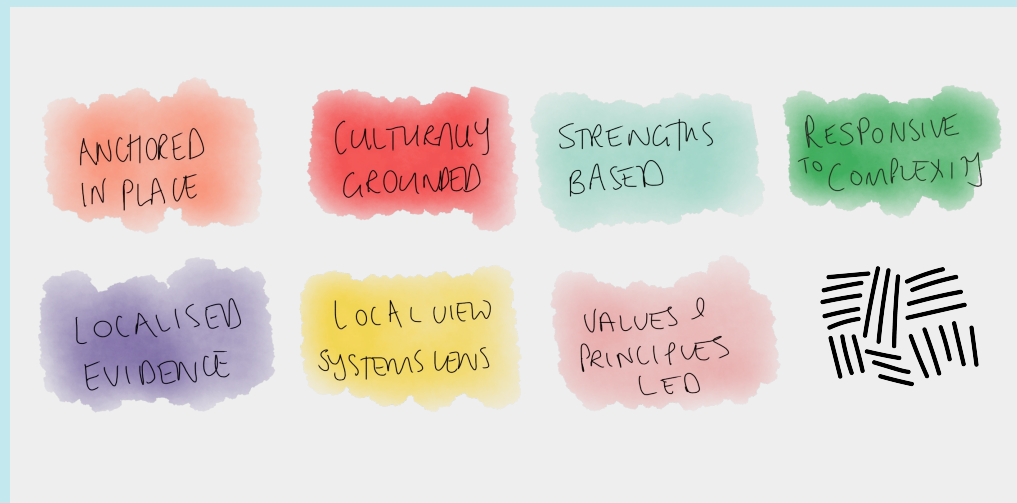 ANCHORED
IN PLACE
CULTURALLY
GROUNDED
STRENGTHS
BASED
RESPONSIVE
TO COMPLEXITY
LOCALISED
EVIDENCE
LOCAL VIEW
SYSTEMS LENS
VALUES &
PRINCIPLES
LED